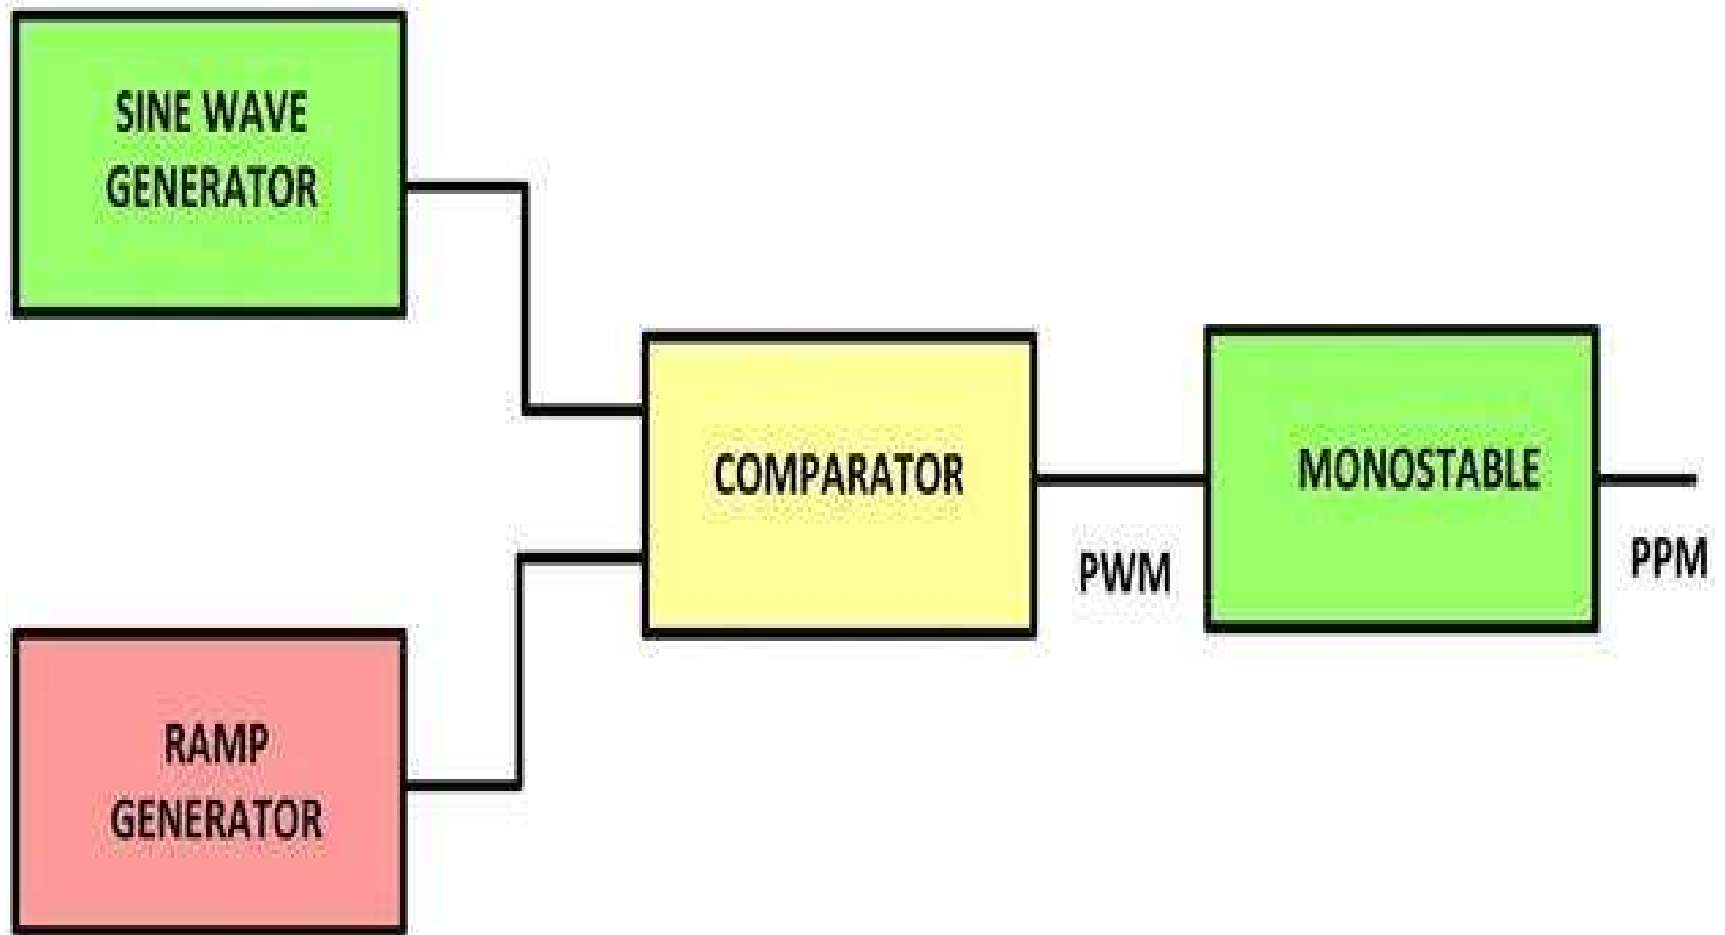 SINE WAVE
GENERATOR
COMPARATOR
MONOSTABLE
PWM
PPM
RAMP
GENERATOR